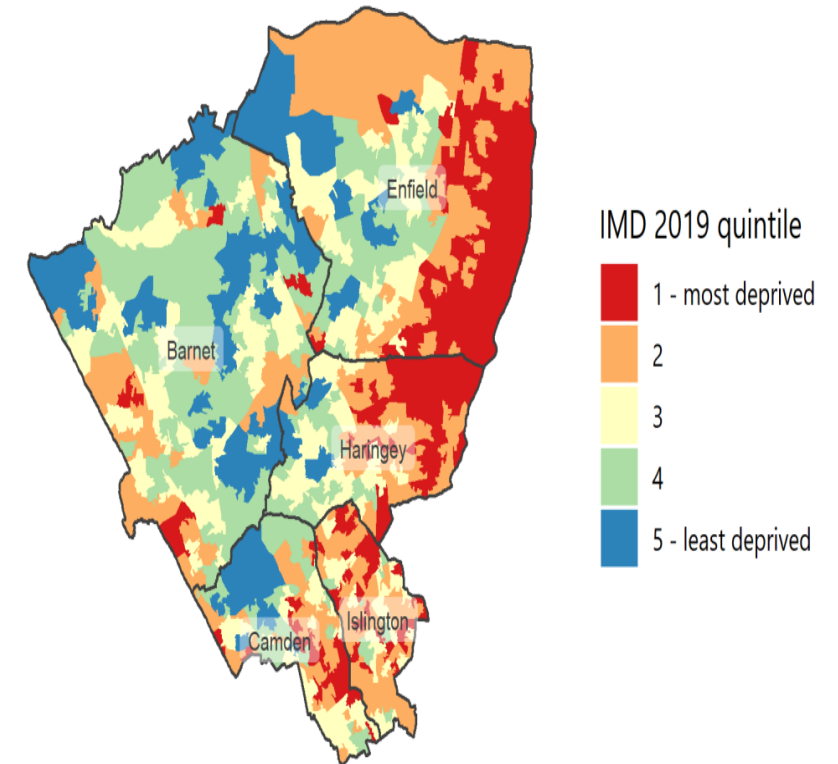 Enfield
IMD 2019 quintile
1 - most deprived
2
Barnet
3
Haringey
4
5 - least deprived
Islington
Camden